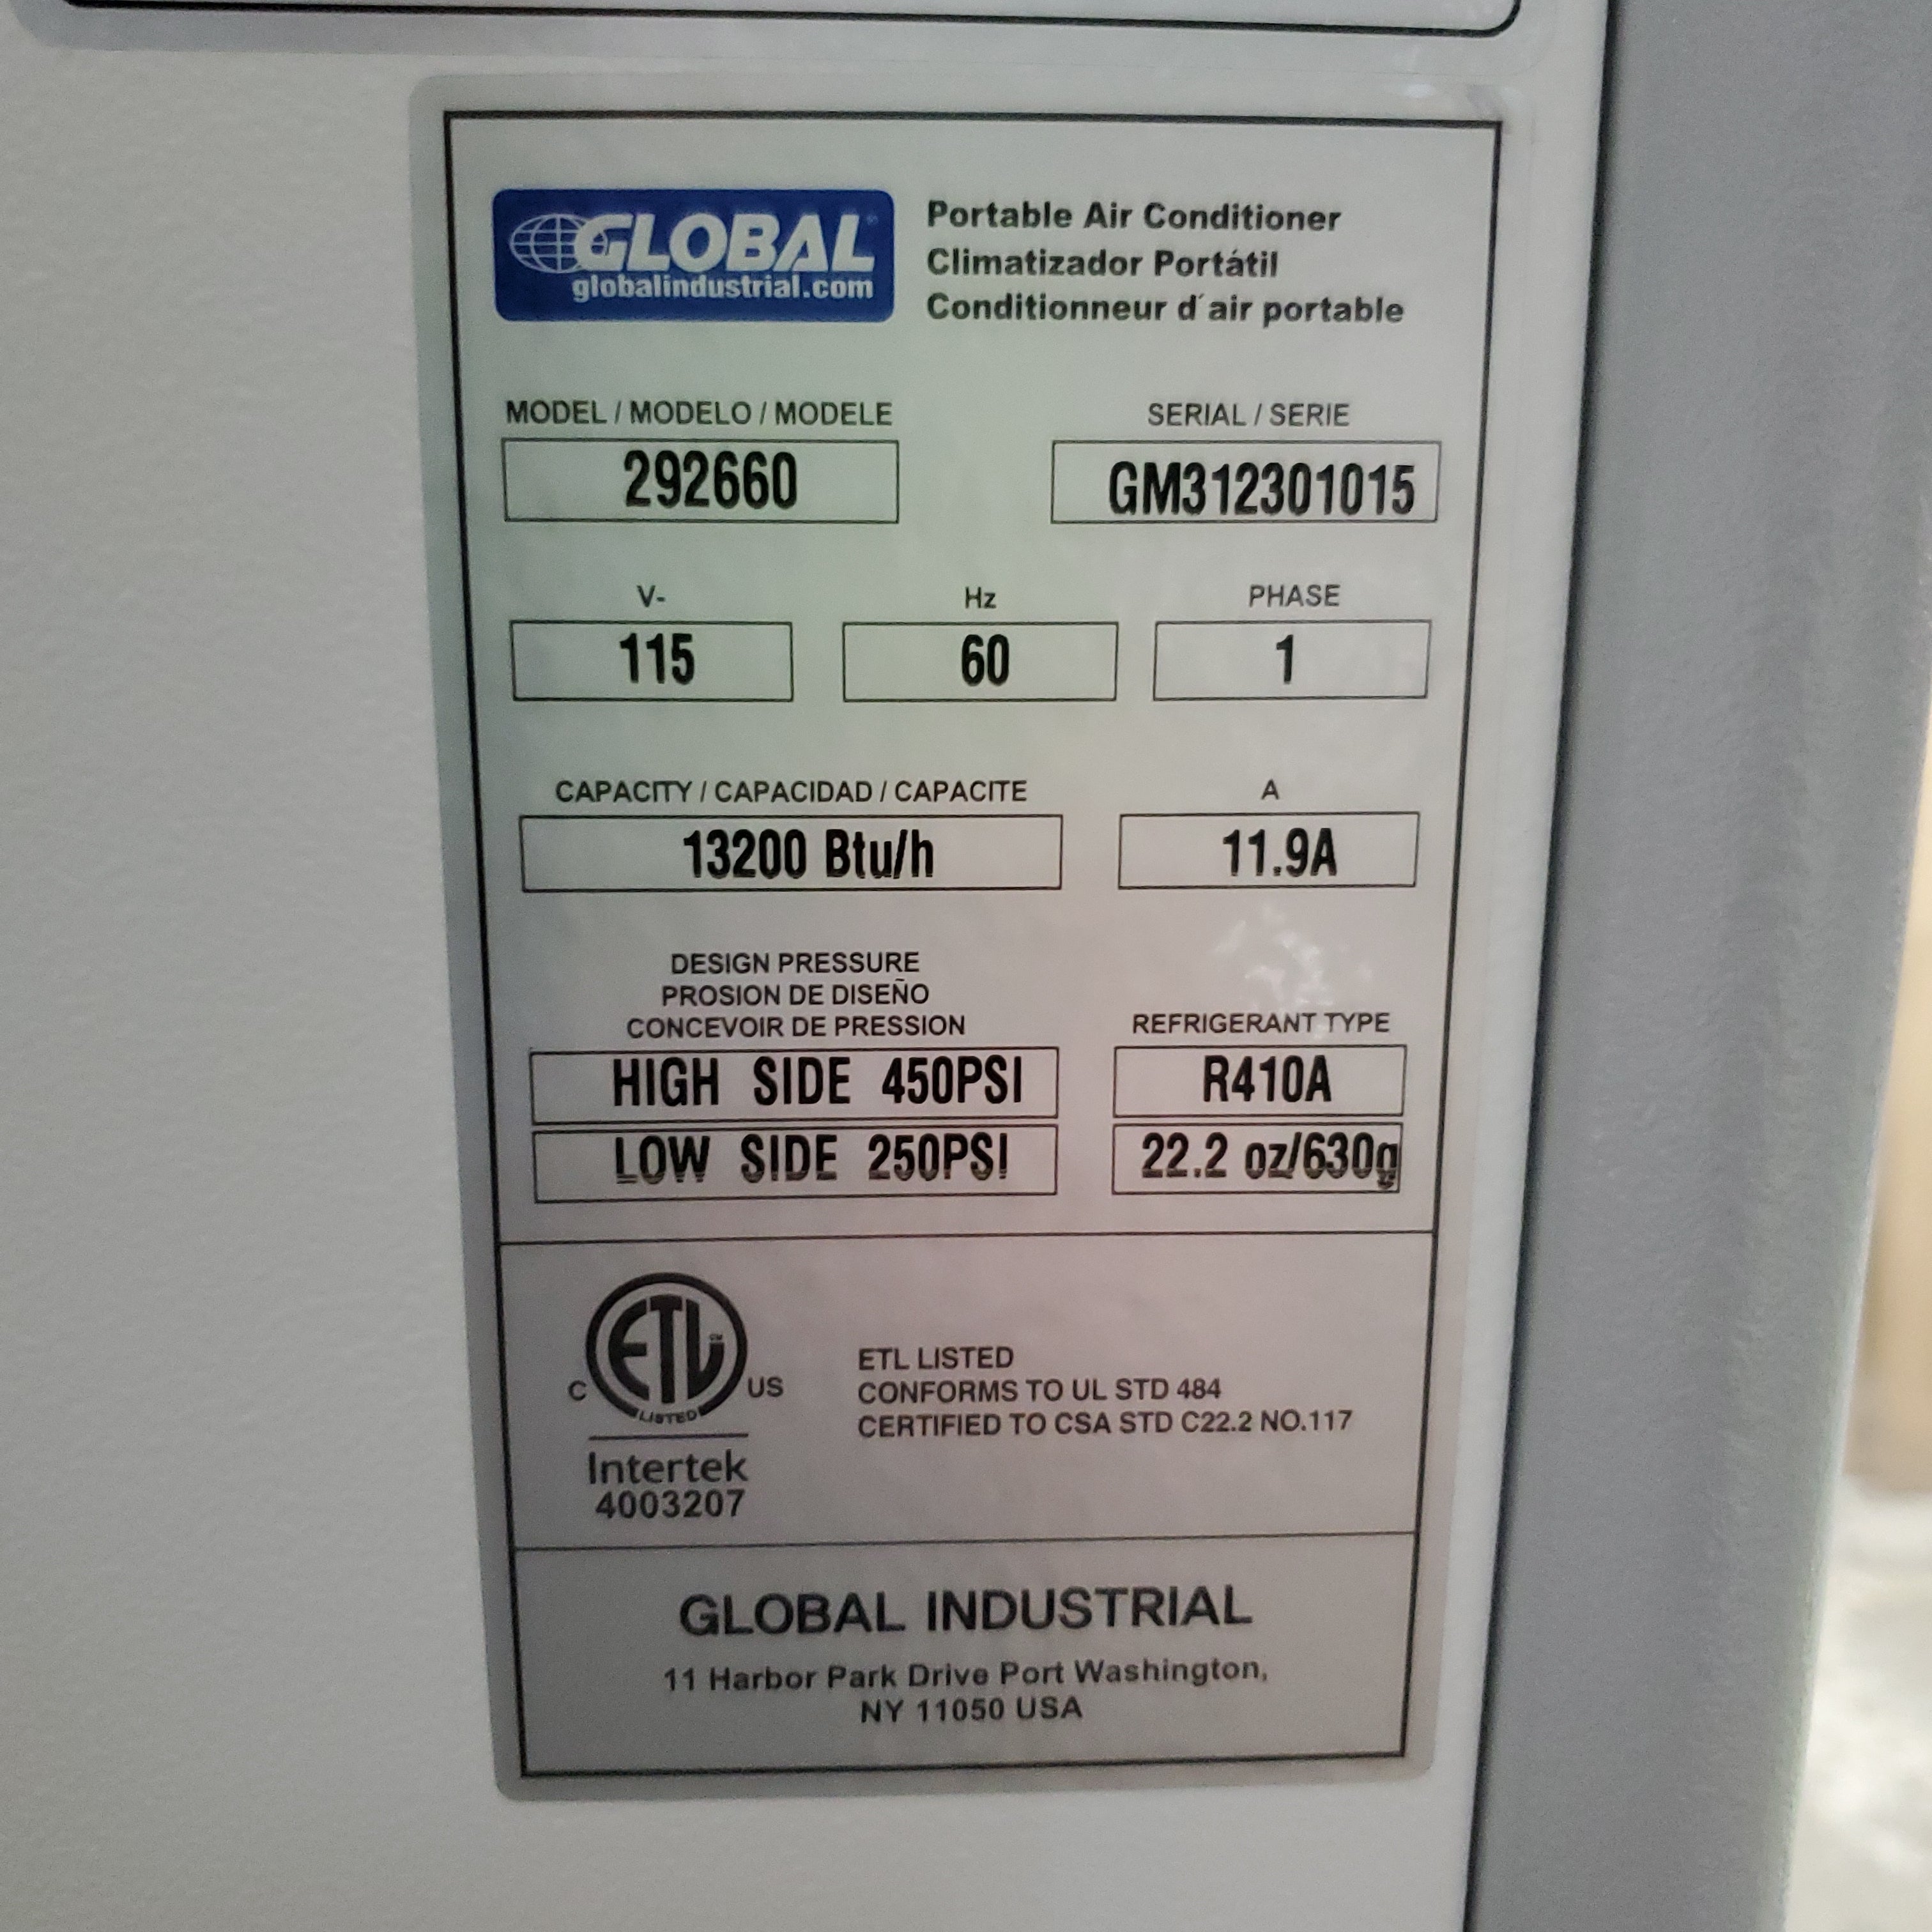 GLOBAL
globalindustrial.com
Portable Air Conditioner
Climatizador Portátil
Conditionneur d´air portable
MODEL / MODELO / MODELE
292660
SERIAL / SERIE
GM312301015
V-
115
Hz
60
PHASE
1
CAPACITY / CAPACIDAD / CAPACITE
13200 Btu/h
A
11.9A
DESIGN PRESSURE
PROSION DE DISEÑO
CONCEVOIR DE PRESSION
HIGH SIDE 450PSI
LOW SIDE 250PSI
REFRIGERANT TYPE
R410A
22.2 oz/630g
C ETL US
LISTED
Intertek
4003207
ETL LISTED
CONFORMS TO UL STD 484
CERTIFIED TO CSA STD C22.2 NO.117
GLOBAL INDUSTRIAL
11 Harbor Park Drive Port Washington,
NY 11050 USA